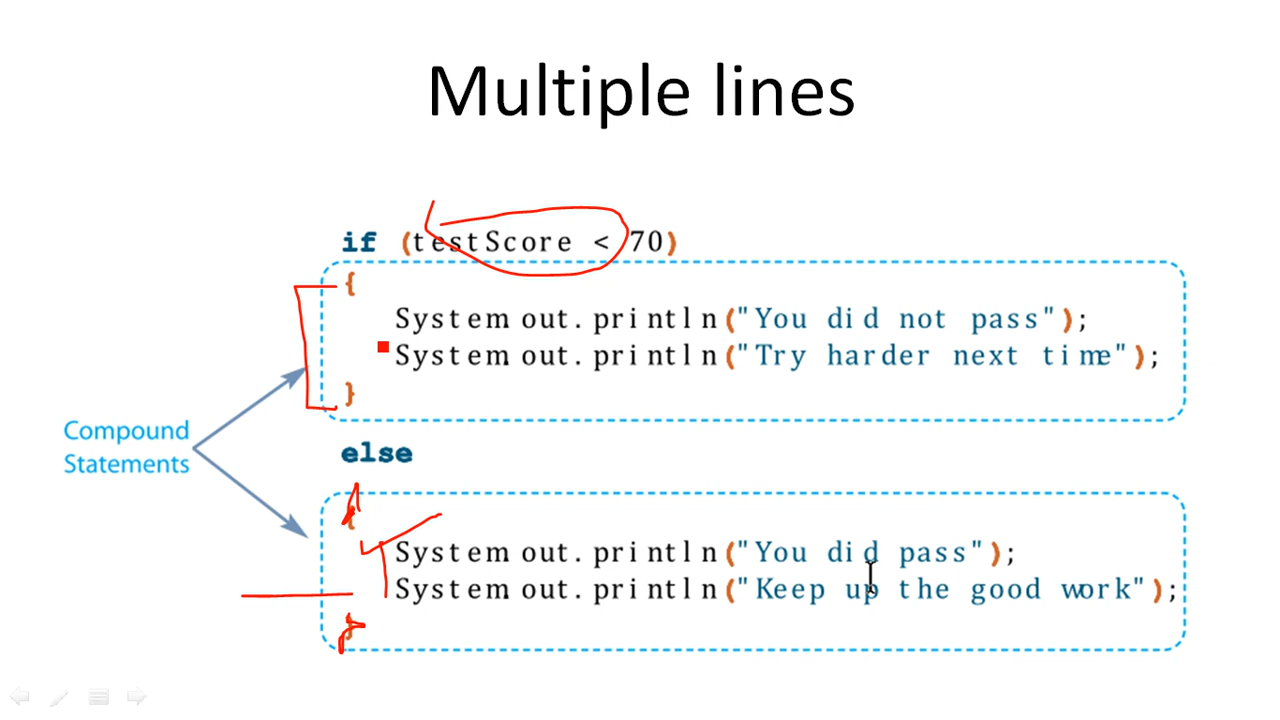 Multiple lines
if (testScore < 70)
{
System.out.println("You did not pass");
System.out.println("Try harder next time");
}
Compound
Statements
else
{
System.out.println("You did pass");
System.out.println("Keep up the good work");
}